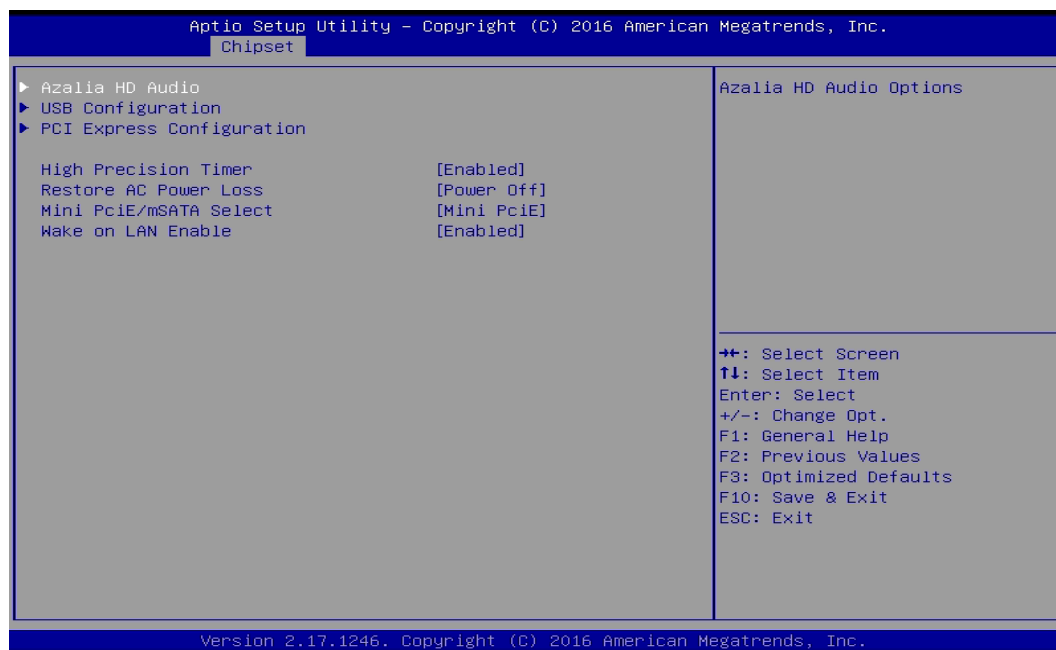 Aptio Setup Utility – Copyright (C) 2016 American Megatrends, Inc.
Chipset
▶ Azalia HD Audio
▶ USB Configuration
▶ PCI Express Configuration
High Precision Timer [Enabled]
Restore AC Power Loss [Power Off]
Mini PciE/mSATA Select [Mini PciE]
Wake on LAN Enable [Enabled]
Azalia HD Audio Options
→←: Select Screen
↑↓: Select Item
Enter: Select
+/-: Change Opt.
F1: General Help
F2: Previous Values
F3: Optimized Defaults
F10: Save & Exit
ESC: Exit
Version 2.17.1246. Copyright (C) 2016 American Megatrends, Inc.